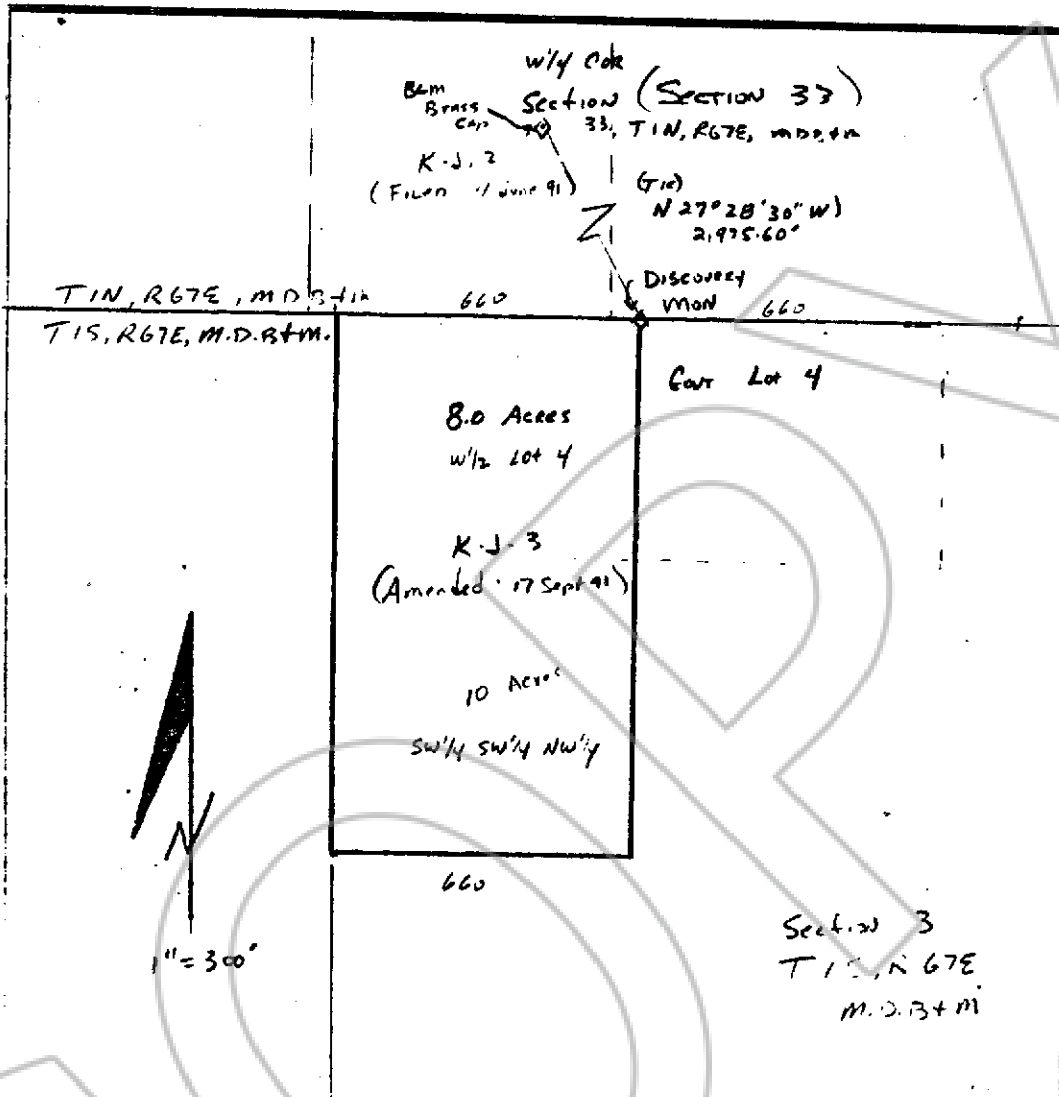 w'/4 Cor
BLM
Brass
Cap
Section (Section 33)
33, T1N, R67E, MDB+M
K.J. 2
(Filed June 91)
(Tie)
N 27° 28' 30" W)
2,975.60'
Discovery
Mon
T1N, R67E, MDB+M
660
660
T1S, R67E, M.D.B+M.
Govt Lot 4
8.0 Acres
W'/2 Lot 4
K.J. 3
(Amended 17 Sept 91)
10 Acres
SW'/4 SW'/4 NW'/4
N
660
1" = 300'
Section 3
T1S, R67E
M.D.B+M